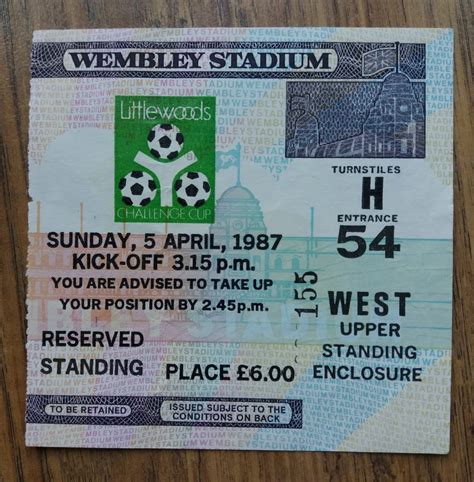 WEMBLEY STADIUM
Littlewoods
CHALLENGE CUP
TURNSTILES
H
ENTRANCE
54
SUNDAY, 5 APRIL, 1987
KICK-OFF 3.15 p.m.
YOU ARE ADVISED TO TAKE UP
YOUR POSITION BY 2.45p.m.
155
WEST
UPPER
STANDING
ENCLOSURE
RESERVED
STANDING
PLACE £6.00
TO BE RETAINED
ISSUED SUBJECT TO THE
CONDITIONS ON BACK